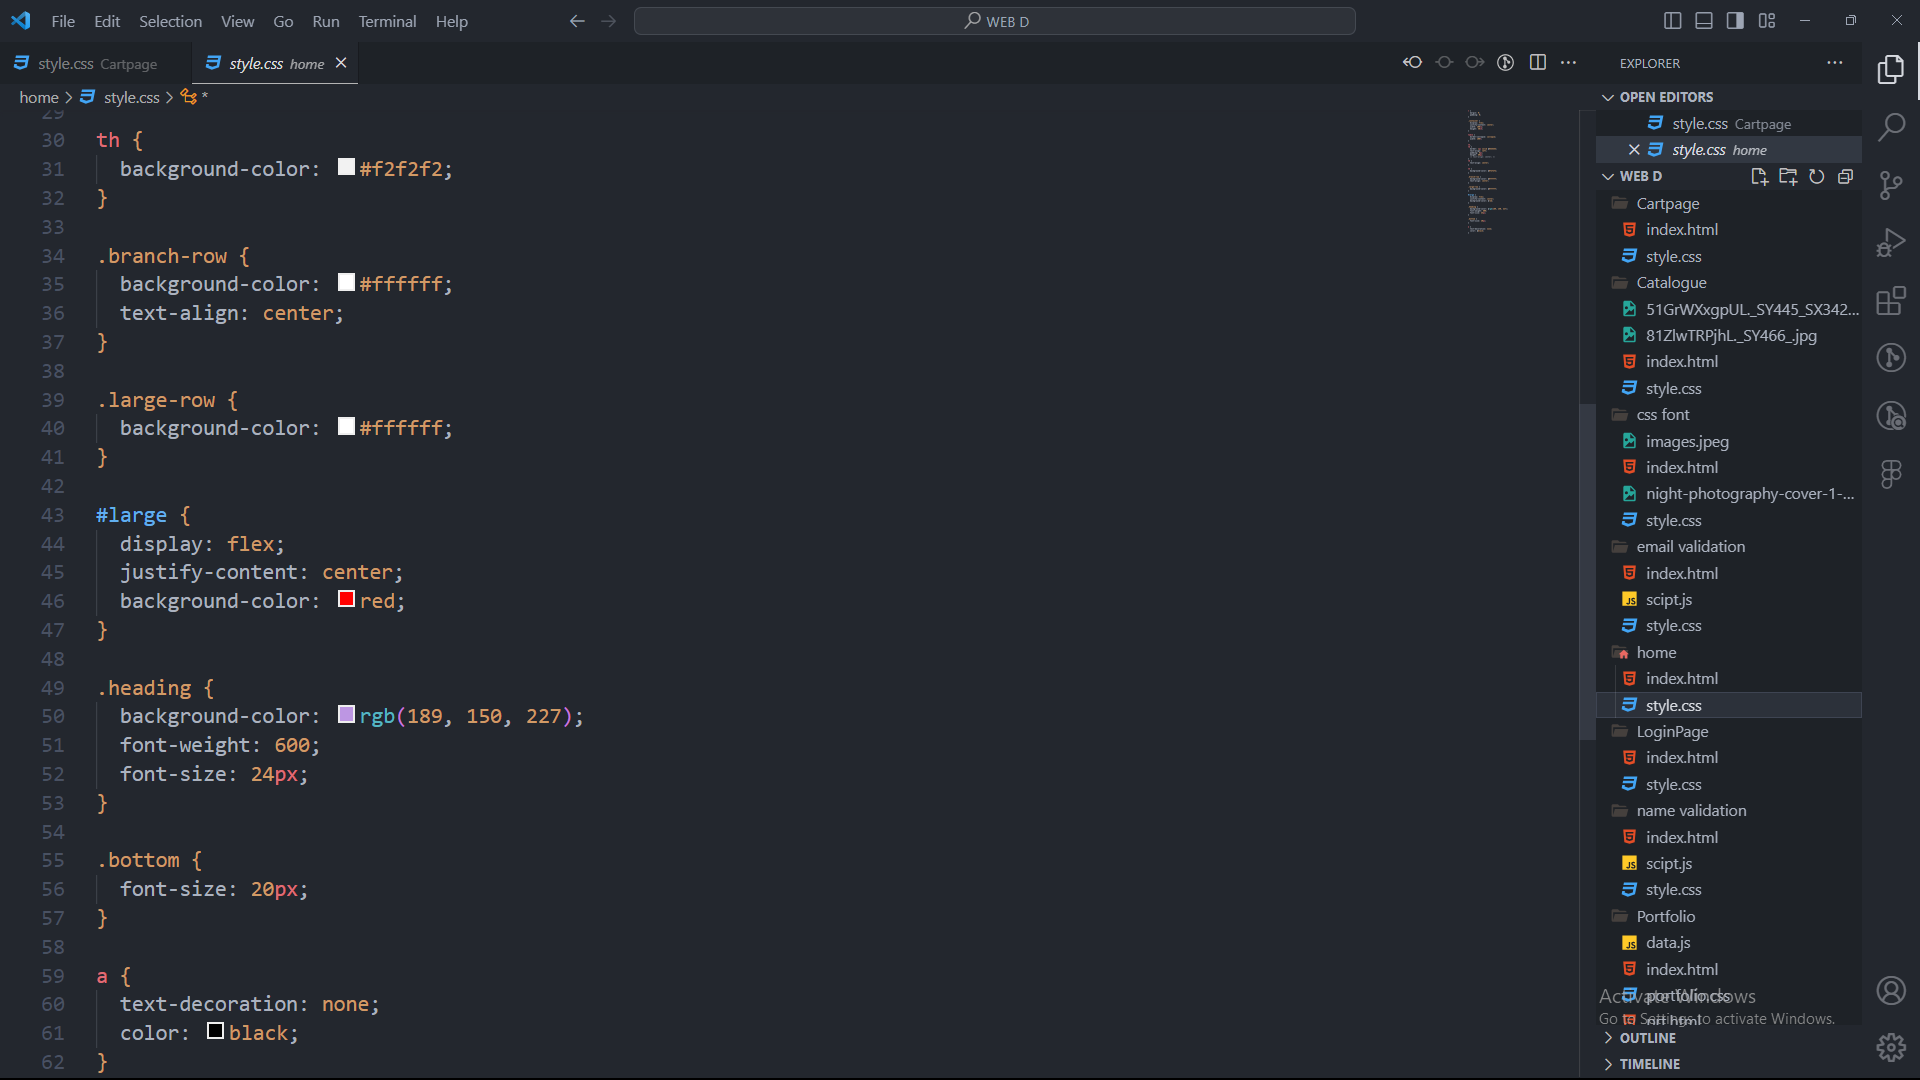 File Edit Selection View Go Run Terminal Help
WEB D
style.css Cartpage
style.css home
home > style.css > *
29
30 th {
31 background-color: #f2f2f2;
32 }
33
34 .branch-row {
35 background-color: #ffffff;
36 text-align: center;
37 }
38
39 .large-row {
40 background-color: #ffffff;
41 }
42
43 #large {
44 display: flex;
45 justify-content: center;
46 background-color: red;
47 }
48
49 .heading {
50 background-color: rgb(189, 150, 227);
51 font-weight: 600;
52 font-size: 24px;
53 }
54
55 .bottom {
56 font-size: 20px;
57 }
58
59 a {
60 text-decoration: none;
61 color: black;
62 }
EXPLORER
OPEN EDITORS
style.css Cartpage
style.css home
WEB D
Cartpage
index.html
style.css
Catalogue
51GrWXxgpUL._SY445_SX342...
81ZlwTRPjhL._SY466_.jpg
index.html
style.css
css font
images.jpeg
index.html
night-photography-cover-1-...
style.css
email validation
index.html
scipt.js
style.css
home
index.html
style.css
LoginPage
index.html
style.css
name validation
index.html
scipt.js
style.css
Portfolio
data.js
index.html
portfolio.css
Activate Windows
Go to Settings to activate Windows.
OUTLINE
TIMELINE